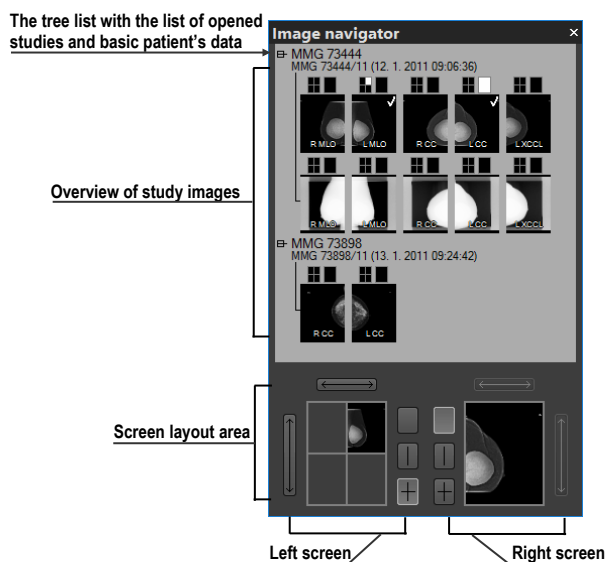 The tree list with the list of opened
studies and basic patient's data
Image navigator
MMG 73444
MMG 73444/11 (12. 1. 2011 09:06:36)
R MLO L MLO R CC L CC L XCCL
Overview of study images
R MLO L MLO R CC L CC L XCCL
MMG 73898
MMG 73898/11 (13. 1. 2011 09:24:42)
R CC L CC
Screen layout area
Left screen
Right screen